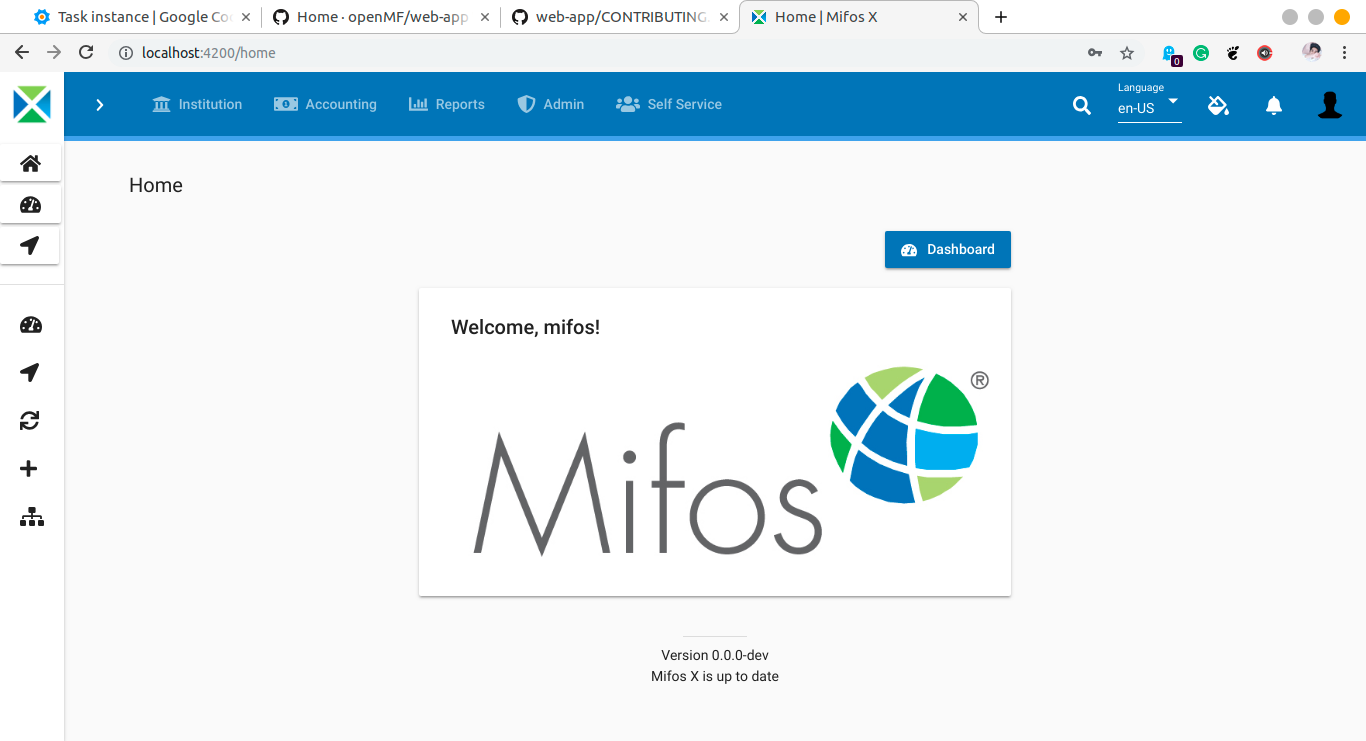 Task instance | Google Co
Home · openMF/web-app
web-app/CONTRIBUTING.
Home | Mifos X
localhost:4200/home
0
Institution
Accounting
Reports
Admin
Self Service
Language
en-US
Home
Dashboard
Welcome, mifos!
Mifos®
Version 0.0.0-dev
Mifos X is up to date